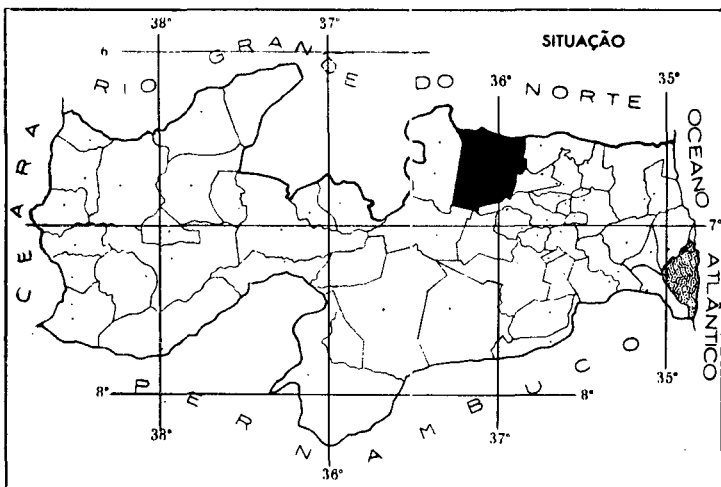 SITUAÇÃO
38°
37°
36°
35°
6
RIO GRANDE DO NORTE
CEARÁ
OCEANO ATLÂNTICO
7°
8°
8°
PERNAMBUCO
38°
36°
37°
35°